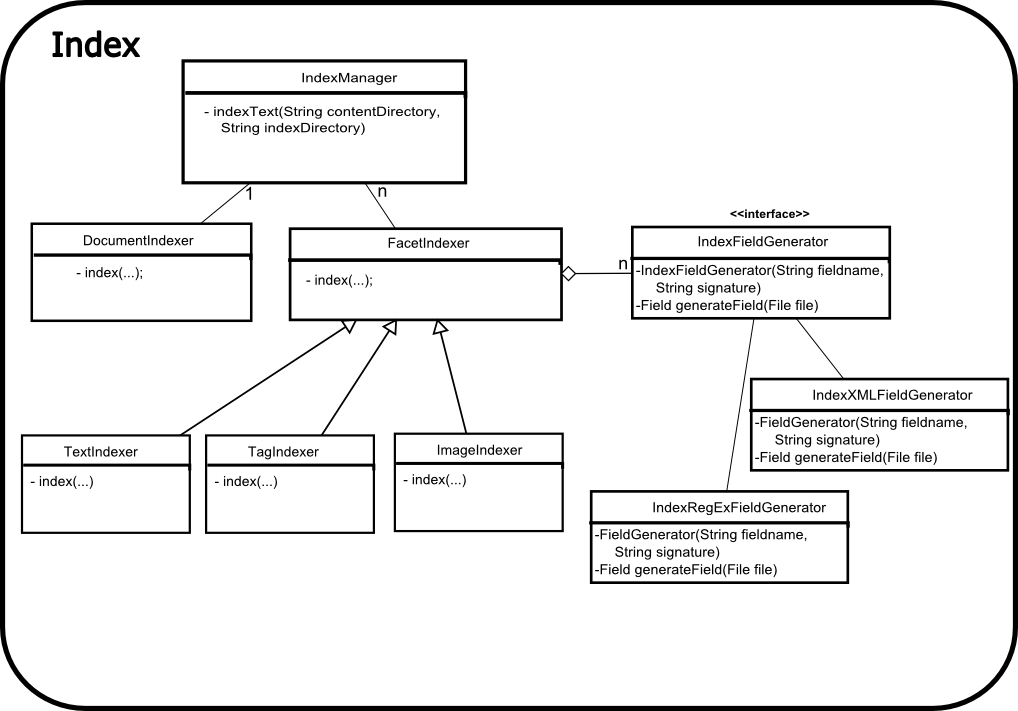 Index
IndexManager
- indexText(String contentDirectory,
String indexDirectory)
1
n
DocumentIndexer
- index(...);
FacetIndexer
- index(...);
n
<<interface>>
IndexFieldGenerator
-IndexFieldGenerator(String fieldname,
String signature)
-Field generateField(File file)
IndexXMLFieldGenerator
-FieldGenerator(String fieldname,
String signature)
-Field generateField(File file)
TextIndexer
- index(...)
TagIndexer
- index(...)
ImageIndexer
- index(...)
IndexRegExFieldGenerator
-FieldGenerator(String fieldname,
String signature)
-Field generateField(File file)